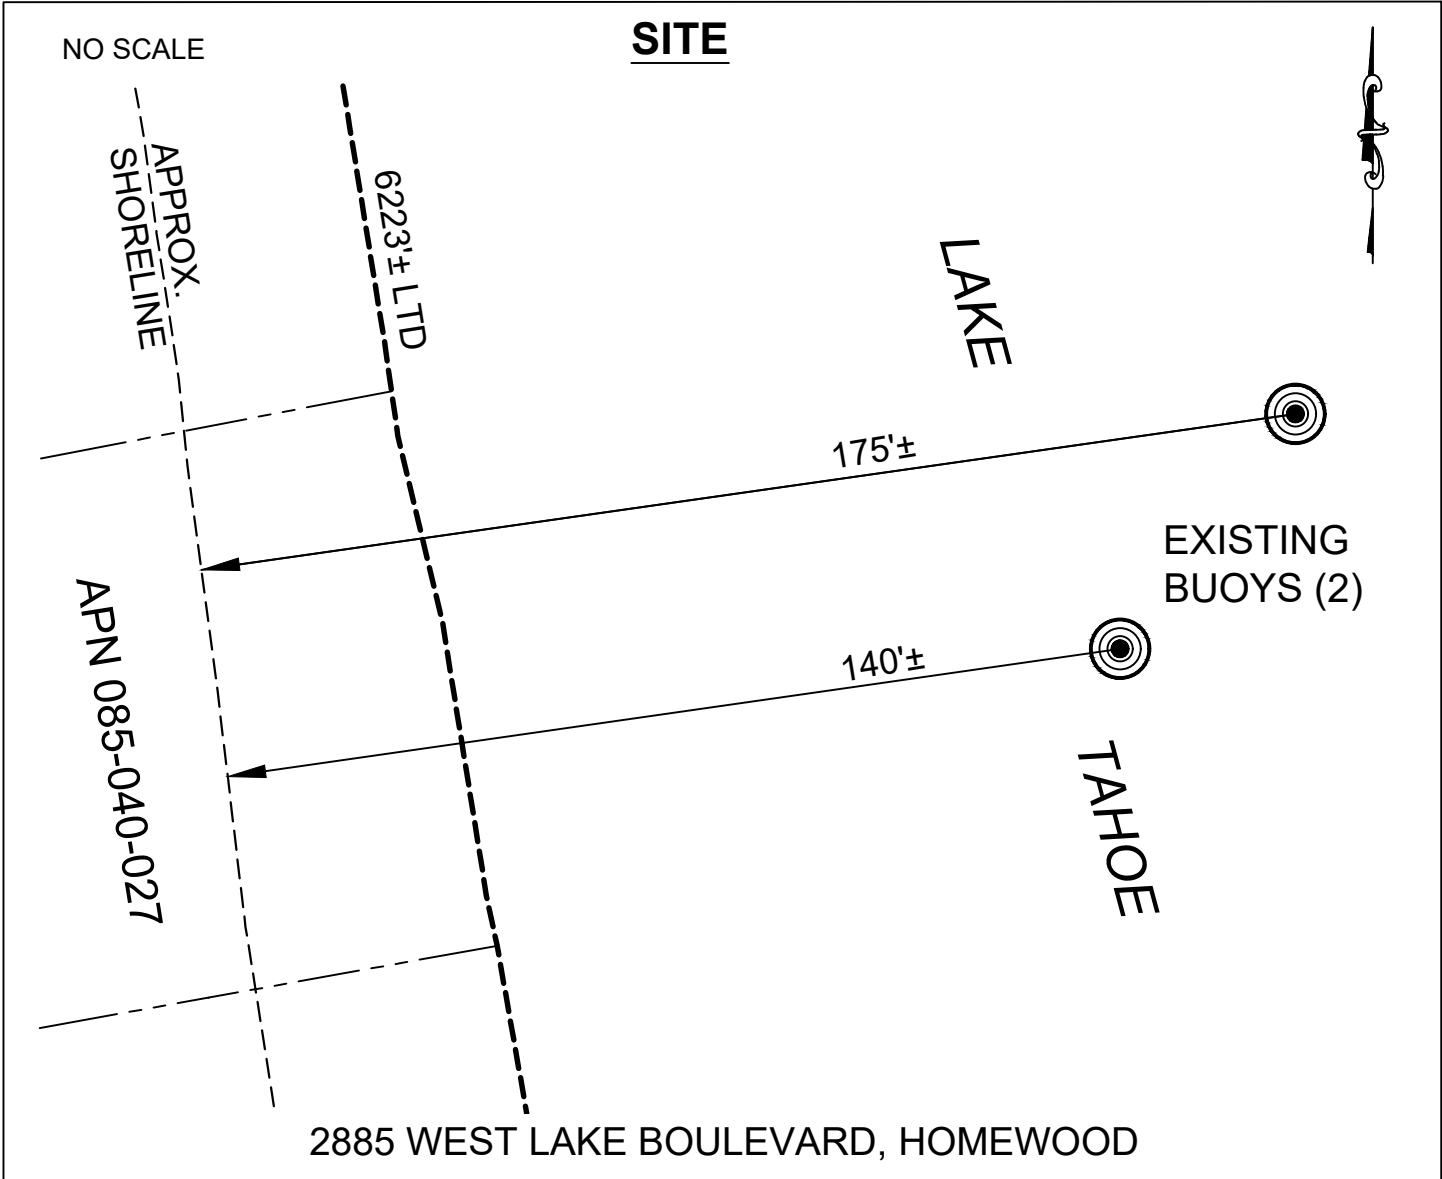 NO SCALE
SITE
APPROX.
SHORELINE
6223'± LTD
LAKE
175'±
EXISTING
BUOYS (2)
140'±
APN 085-040-027
TAHOE
2885 WEST LAKE BOULEVARD, HOMEWOOD